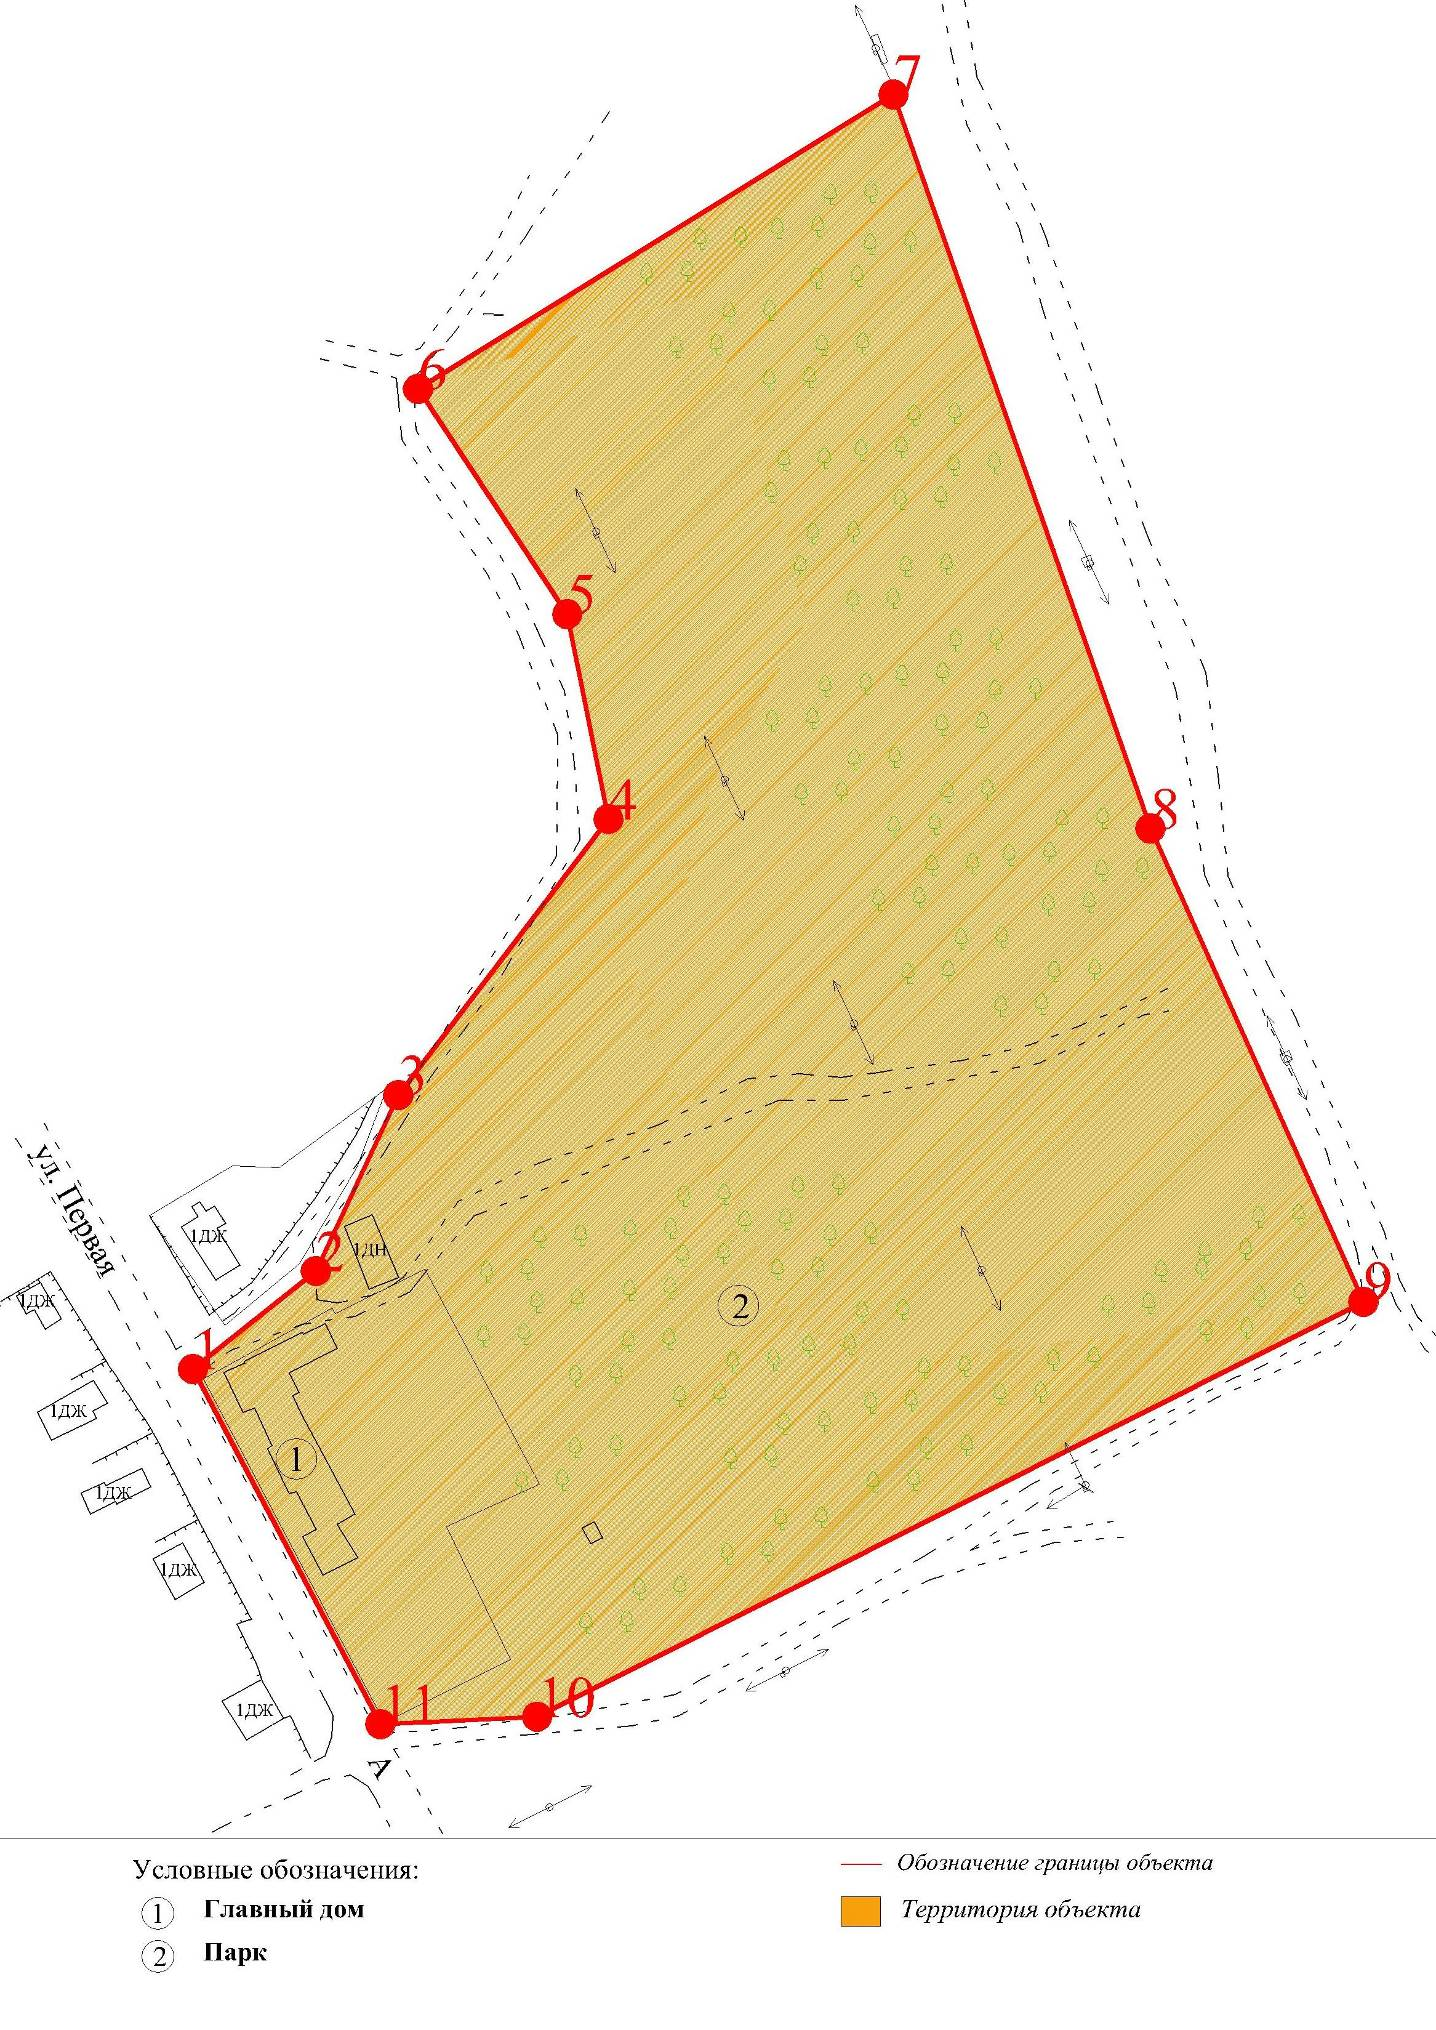 7
6
5
4
8
3
ул. Первая
1ДЖ
2
1ДН
9
1ДЖ
2
1
1ДЖ
1
1ДЖ
1ДЖ
1ДЖ
11
10
А
Условные обозначения:
1 Главный дом
2 Парк
Обозначение границы объекта
Территория объекта